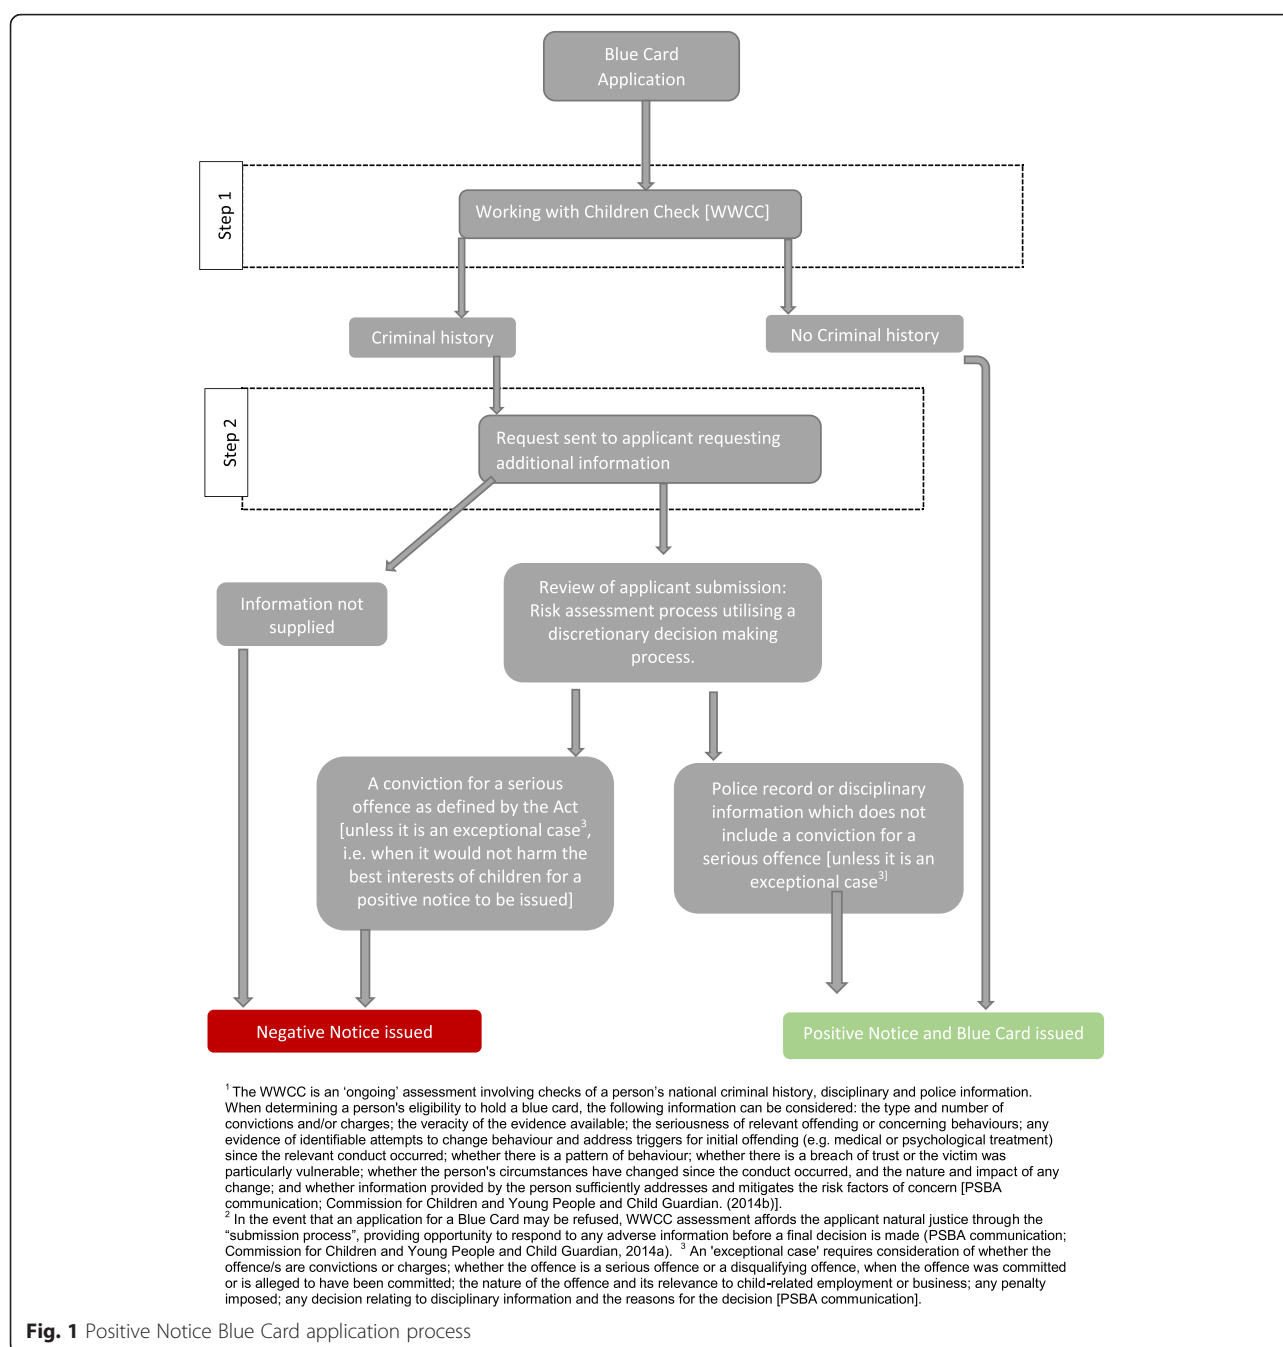 Blue Card
Application
Step 1
Working with Children Check [WWCC]
Criminal history
No Criminal history
Step 2
Request sent to applicant requesting
additional information
Information not
supplied
Review of applicant submission:
Risk assessment process utilising a
discretionary decision making
process.
A conviction for a serious
offence as defined by the Act
[unless it is an exceptional case3,
i.e. when it would not harm the
best interests of children for a
positive notice to be issued]
Police record or disciplinary
information which does not
include a conviction for a
serious offence [unless it is an
exceptional case3]
Negative Notice issued
Positive Notice and Blue Card issued
1 The WWCC is an ‘ongoing’ assessment involving checks of a person’s national criminal history, disciplinary and police information.
When determining a person's eligibility to hold a blue card, the following information can be considered: the type and number of
convictions and/or charges; the veracity of the evidence available; the seriousness of relevant offending or concerning behaviours; any
evidence of identifiable attempts to change behaviour and address triggers for initial offending (e.g. medical or psychological treatment)
since the relevant conduct occurred; whether there is a pattern of behaviour; whether there is a breach of trust or the victim was
particularly vulnerable; whether the person's circumstances have changed since the conduct occurred, and the nature and impact of any
change; and whether information provided by the person sufficiently addresses and mitigates the risk factors of concern [PSBA
communication; Commission for Children and Young People and Child Guardian. (2014b)].
2 In the event that an application for a Blue Card may be refused, WWCC assessment affords the applicant natural justice through the
“submission process”, providing opportunity to respond to any adverse information before a final decision is made (PSBA communication;
Commission for Children and Young People and Child Guardian, 2014a). 3 An 'exceptional case' requires consideration of whether the
offence/s are convictions or charges; whether the offence is a serious offence or a disqualifying offence, when the offence was committed
or is alleged to have been committed; the nature of the offence and its relevance to child-related employment or business; any penalty
imposed; any decision relating to disciplinary information and the reasons for the decision [PSBA communication].
Fig. 1 Positive Notice Blue Card application process